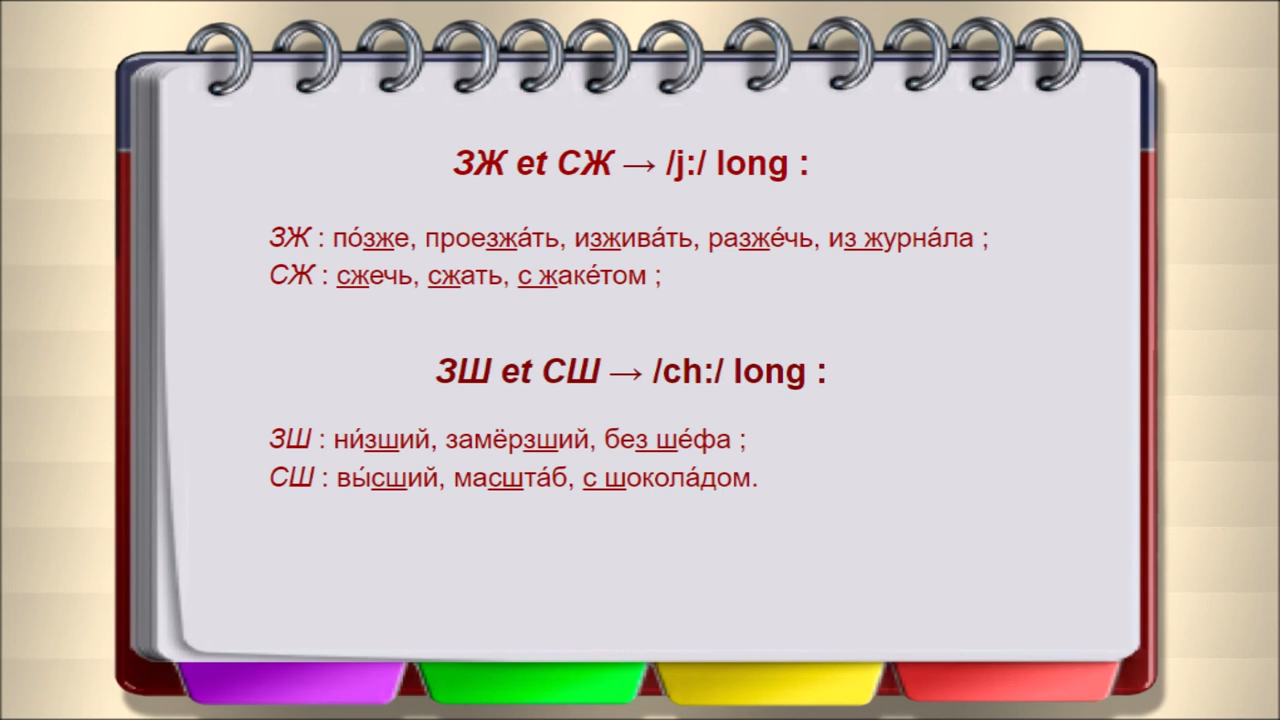 ЗЖ et СЖ → /j:/ long :
ЗЖ : по́зже, проезжа́ть, изжива́ть, разже́чь, из журна́ла ;
СЖ : сжечь, сжать, с жаке́том ;
ЗШ et СШ → /ch:/ long :
ЗШ : ни́зший, замёрзший, без ше́фа ;
СШ : вы́сший, масшта́б, с шокола́дом.